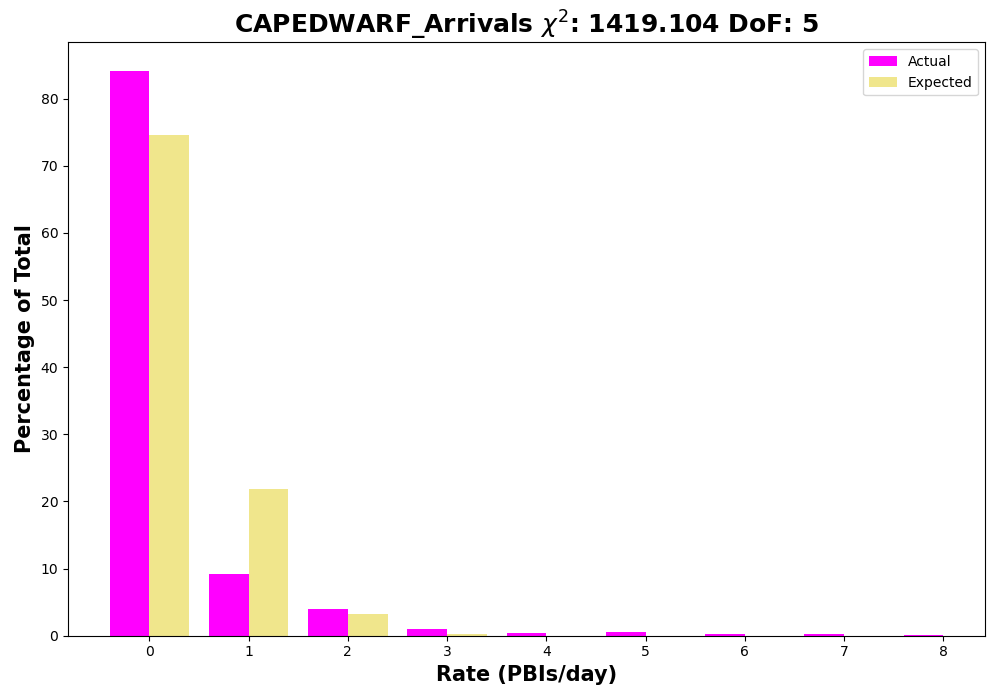 CAPEDWARF_Arrivals χ²: 1419.104 DoF: 5
Actual
Expected
Percentage of Total
80
70
60
50
40
30
20
10
0
0 1 2 3 4 5 6 7 8
Rate (PBIs/day)